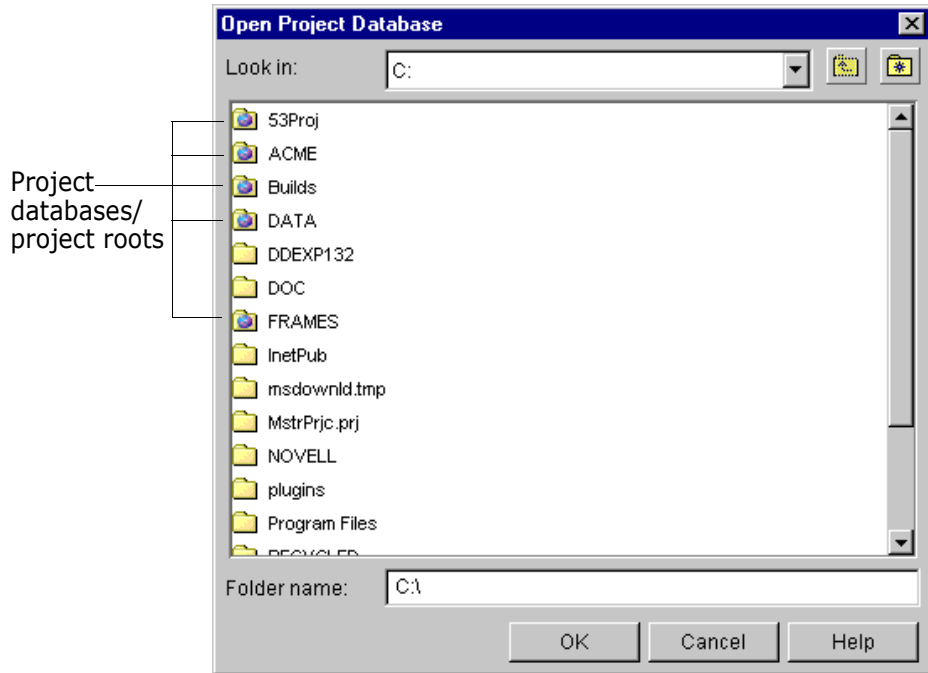 Open Project Database
Look in:
C:
53Proj
ACME
Builds
DATA
DDEXP132
DOC
FRAMES
InetPub
msdownld.tmp
MstrPrjc.prj
NOVELL
plugins
Program Files
Project
databases/
project roots
Folder name:
C:\
OK
Cancel
Help